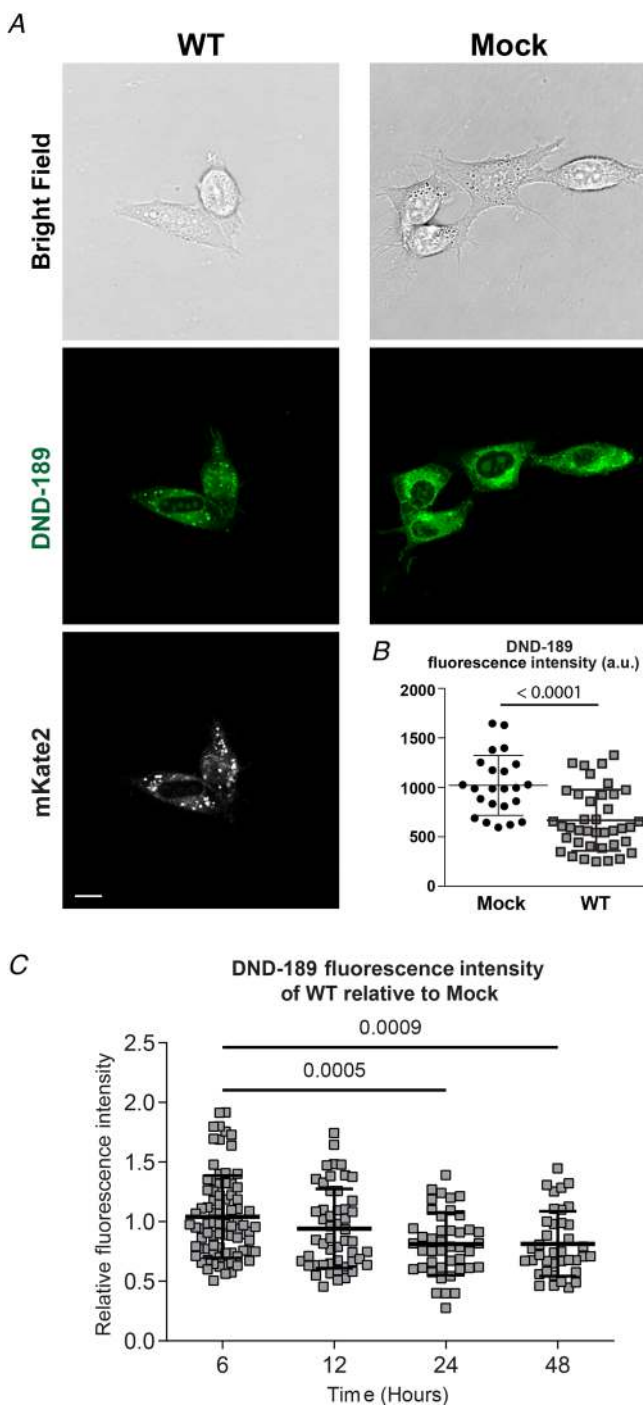 A
WT
Mock
Bright Field
DND-189
mKate2
B
DND-189
fluorescence intensity (a.u.)
< 0.0001
2000
1500
1000
500
0
Mock
WT
C
DND-189 fluorescence intensity
of WT relative to Mock
0.0009
0.0005
Relative fluorescence intensity
2.5
2.0
1.5
1.0
0.5
0.0
6
12
24
48
Time (Hours)